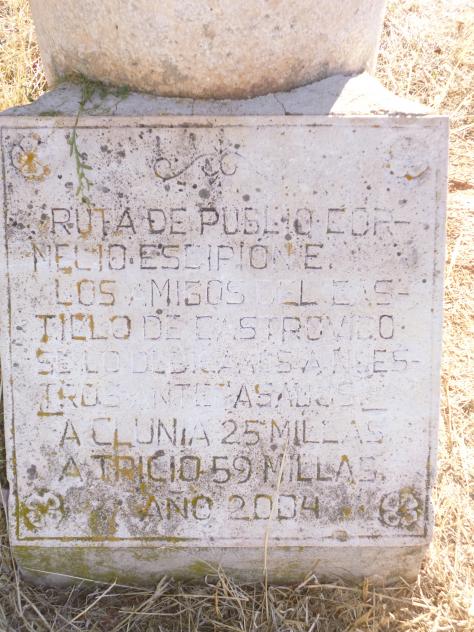 RUTA DE PUBLIO COR-
NELIO ESCIPION E.
LOS AMIGOS DEL CAS-
TILLO DE CASTROVIDO
SE LO DEDICAMOS A NUES-
TROS ANTEPASADOS
A CLUNIA 25 MILLAS
A TRICIO 59 MILLAS
AÑO 2004